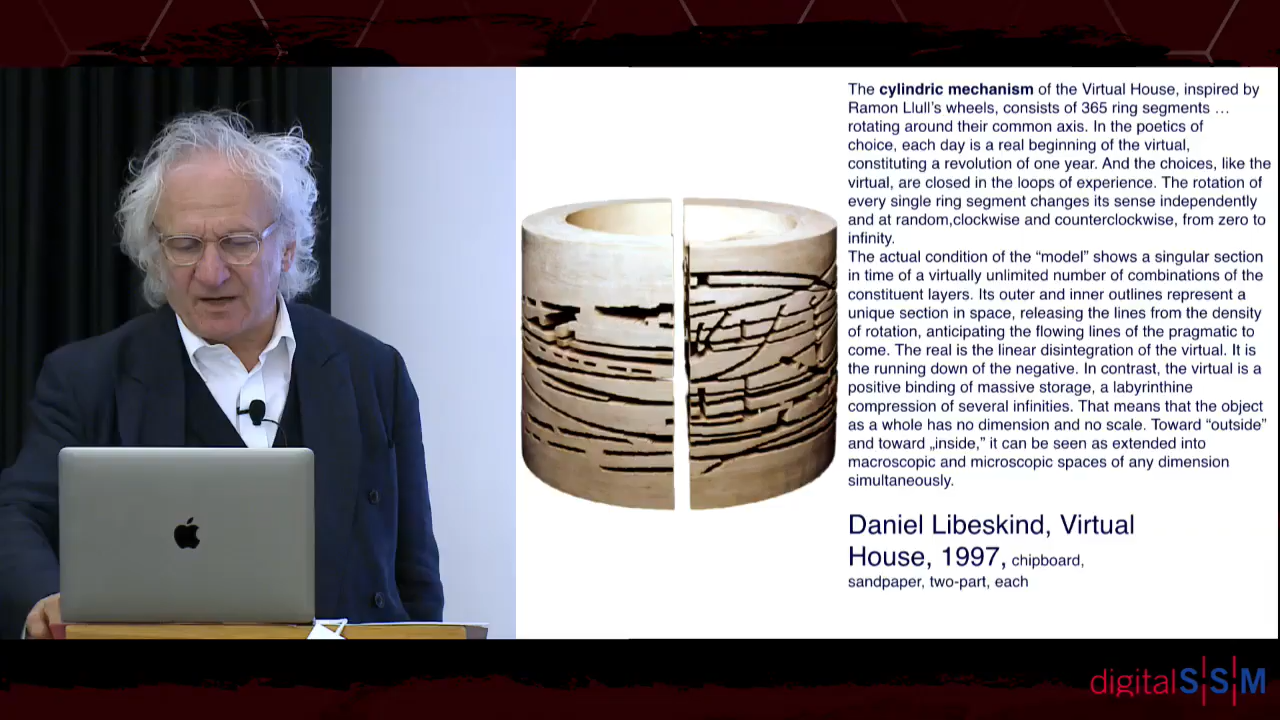 The cylindric mechanism of the Virtual House, inspired by
Ramon Llull's wheels, consists of 365 ring segments …
rotating around their common axis. In the poetics of
choice, each day is a real beginning of the virtual,
constituting a revolution of one year. And the choices, like the
virtual, are closed in the loops of experience. The rotation of
every single ring segment changes its sense independently
and at random,clockwise and counterclockwise, from zero to
infinity.
The actual condition of the “model” shows a singular section
in time of a virtually unlimited number of combinations of the
constituent layers. Its outer and inner outlines represent a
unique section in space, releasing the lines from the density
of rotation, anticipating the flowing lines of the pragmatic to
come. The real is the linear disintegration of the virtual. It is
the running down of the negative. In contrast, the virtual is a
positive binding of massive storage, a labyrinthine
compression of several infinities. That means that the object
as a whole has no dimension and no scale. Toward “outside”
and toward „inside,” it can be seen as extended into
macroscopic and microscopic spaces of any dimension
simultaneously.
Daniel Libeskind, Virtual
House, 1997, chipboard,
sandpaper, two-part, each
digitalS|S|M